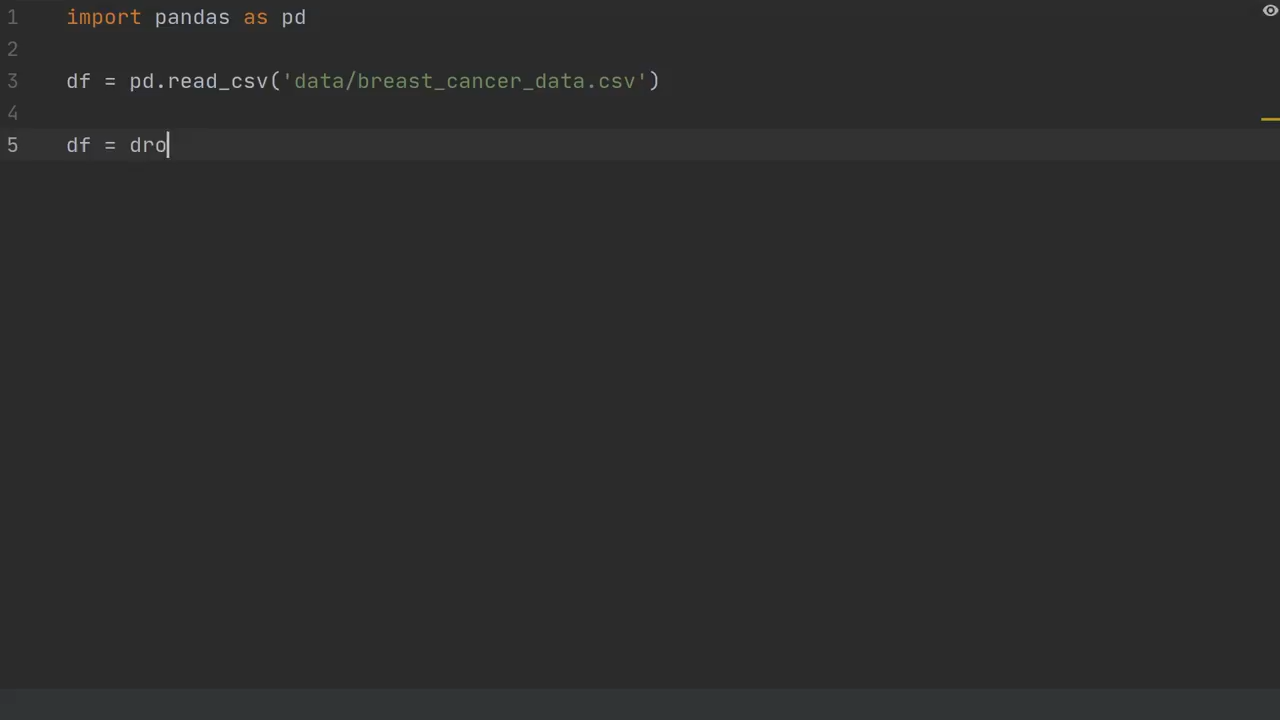 1 import pandas as pd
2
3 df = pd.read_csv('data/breast_cancer_data.csv')
4
5 df = dro